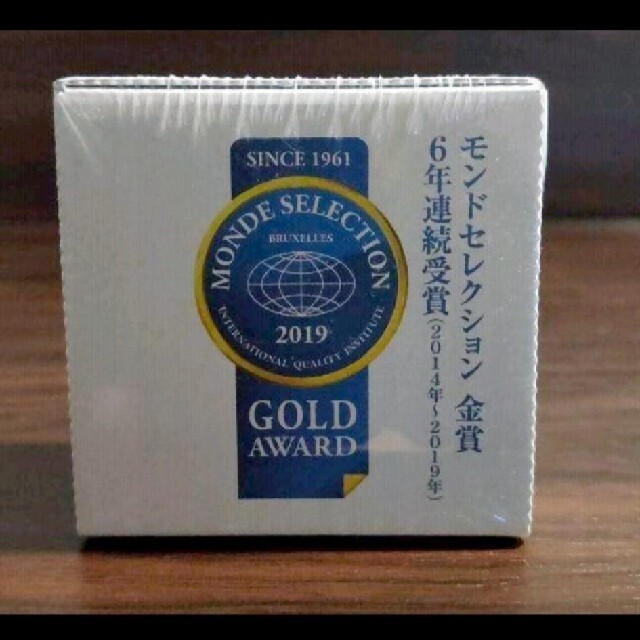 SINCE 1961
MONDE SELECTION
BRUXELLES
2019
INTERNATIONAL QUALITY INSTITUTE
GOLD
AWARD
モンドセレクション 金賞
6年連続受賞(2014年~2019年)